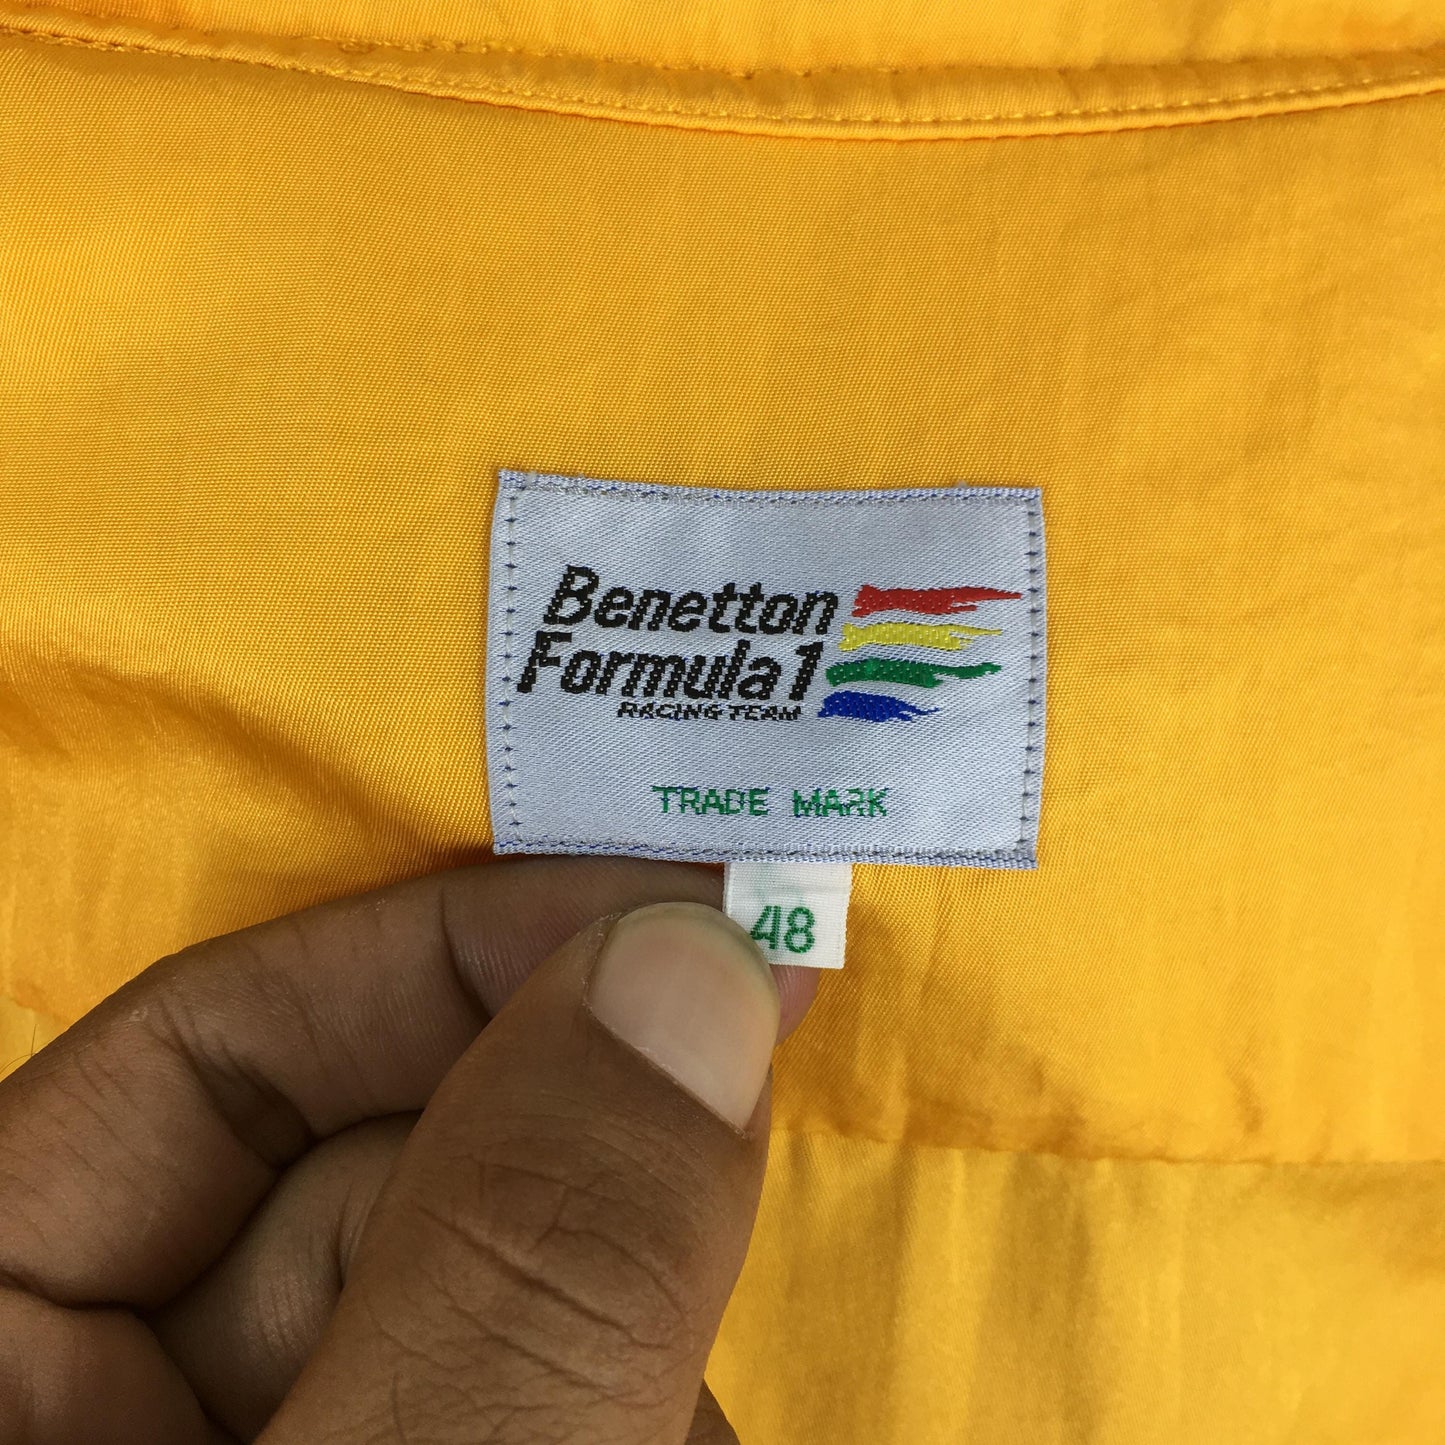 Benetton
Formula 1
RACING TEAM
TRADE MARK
48